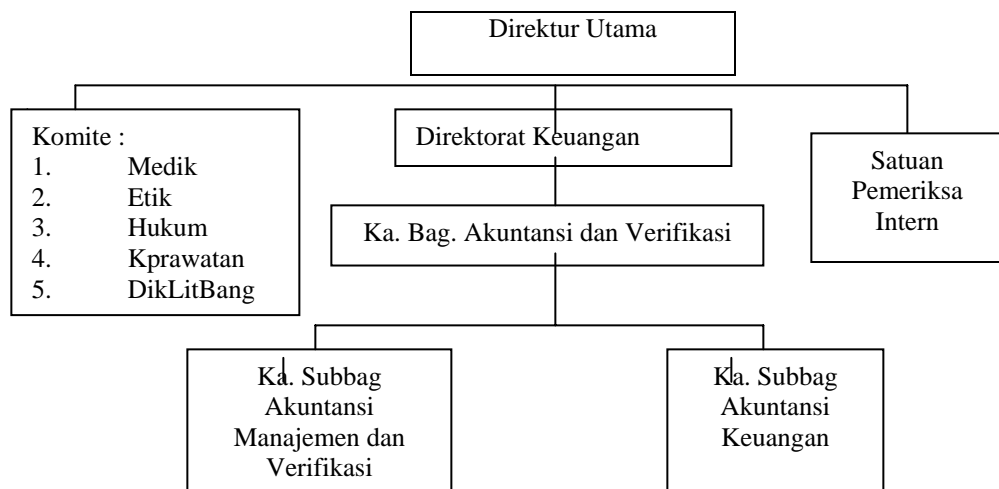 Direktur Utama
Komite :
1. Medik
2. Etik
3. Hukum
4. Kprawatan
5. DikLitBang
Direktorat Keuangan
Satuan
Pemeriksa
Intern
Ka. Bag. Akuntansi dan Verifikasi
Ka. Subbag
Akuntansi
Manajemen dan
Verifikasi
Ka. Subbag
Akuntansi
Keuangan